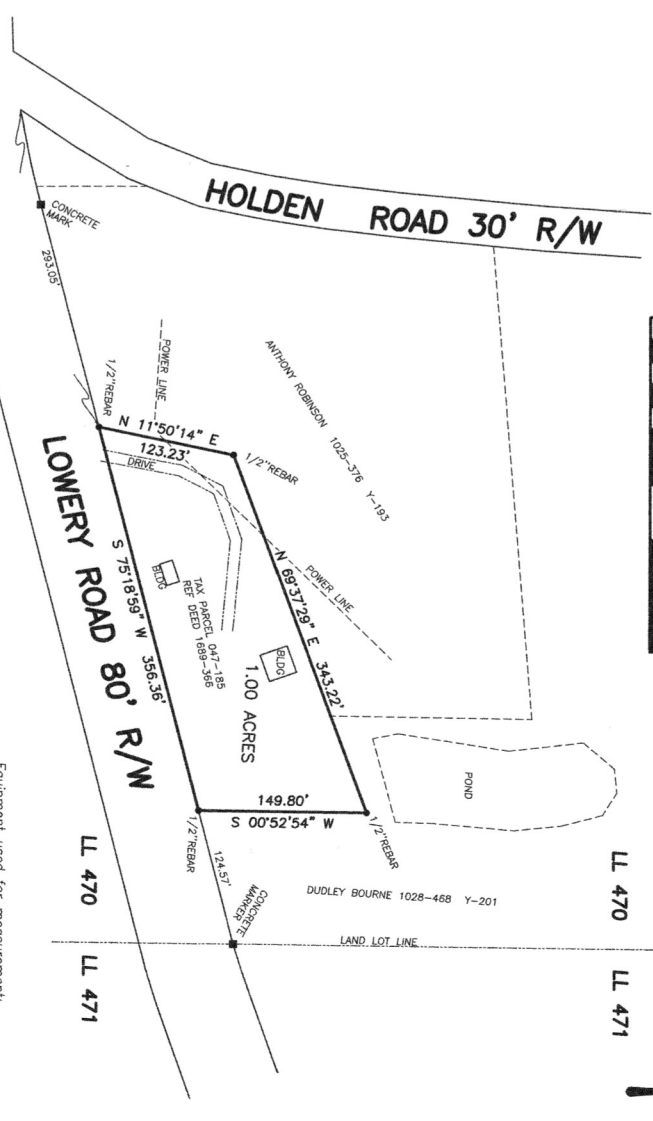 HOLDEN ROAD 30' R/W
CONCRETE
MARK
293.05'
POWER LINE
ANTHONY ROBINSON 1025-376 Y-193
1/2"REBAR
N 11°50'14" E
123.23'
DRIVE
1/2"REBAR
LOWERY ROAD 80' R/W
S 75°18'59" W 356.36'
BLDG
TAX PARCEL 047-185
REF DEED 1689-366
N 69°37'29" E 343.22'
POWER LINE
BLDG
1.00 ACRES
POND
149.80'
S 00°52'54" W
1/2"REBAR
1/2"REBAR
124.57'
CONCRETE
MARKER
DUDLEY BOURNE 1028-468 Y-201
LL 470
LL 470
LAND LOT LINE
LL 471
LL 471
Equipment used for measurement: